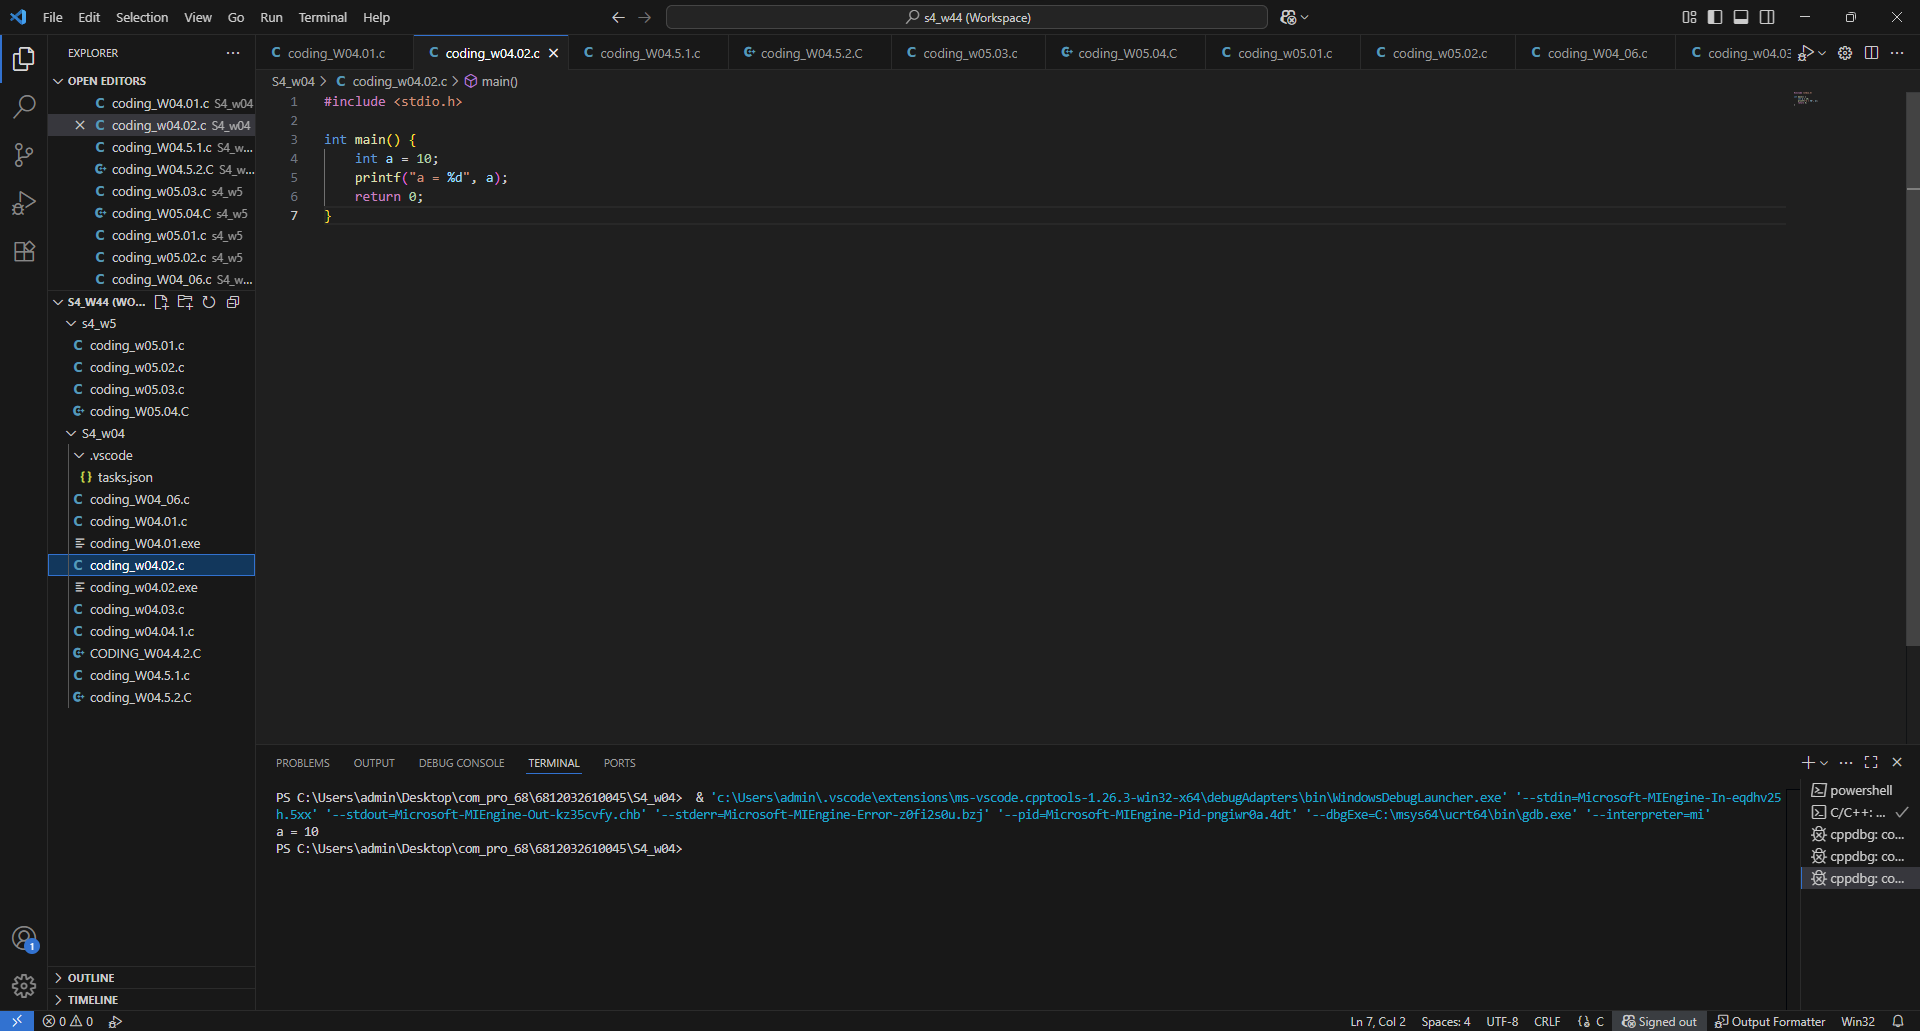 File Edit Selection View Go Run Terminal Help
s4_w44 (Workspace)
EXPLORER
OPEN EDITORS
coding_W04.01.c S4_w04
coding_w04.02.c S4_w04
coding_W04.5.1.c S4_w...
coding_W04.5.2.C S4_w...
coding_w05.03.c s4_w5
coding_W05.04.C s4_w5
coding_w05.01.c s4_w5
coding_w05.02.c s4_w5
coding_W04_06.c S4_w...
S4_W44 (WO...
s4_w5
coding_w05.01.c
coding_w05.02.c
coding_w05.03.c
coding_W05.04.C
S4_w04
.vscode
tasks.json
coding_W04_06.c
coding_W04.01.c
coding_W04.01.exe
coding_w04.02.c
coding_w04.02.exe
coding_w04.03.c
coding_w04.04.1.c
CODING_W04.4.2.C
coding_W04.5.1.c
coding_W04.5.2.C
OUTLINE
TIMELINE
coding_W04.01.c coding_w04.02.c coding_W04.5.1.c coding_W04.5.2.C coding_w05.03.c coding_W05.04.C coding_w05.01.c coding_w05.02.c coding_W04_06.c coding_w04.03
S4_w04 > C coding_w04.02.c > main()
1 #include <stdio.h>
2
3 int main() {
4 int a = 10;
5 printf("a = %d", a);
6 return 0;
7 }
PROBLEMS OUTPUT DEBUG CONSOLE TERMINAL PORTS
PS C:\Users\admin\Desktop\com_pro_68\6812032610045\S4_w04> & 'c:\Users\admin\.vscode\extensions\ms-vscode.cpptools-1.26.3-win32-x64\debugAdapters\bin\WindowsDebugLauncher.exe' '--stdin=Microsoft-MIEngine-In-eqdhv25
h.5xx' '--stdout=Microsoft-MIEngine-Out-kz35cvfy.chb' '--stderr=Microsoft-MIEngine-Error-z0fi2s0u.bzj' '--pid=Microsoft-MIEngine-Pid-pngiwr0a.4dt' '--dbgExe=C:\msys64\ucrt64\bin\gdb.exe' '--interpreter=mi'
a = 10
PS C:\Users\admin\Desktop\com_pro_68\6812032610045\S4_w04>
powershell
C/C++: ...
cppdbg: co...
cppdbg: co...
cppdbg: co...
1
0 0
Ln 7, Col 2 Spaces: 4 UTF-8 CRLF {} C Signed out Output Formatter Win32